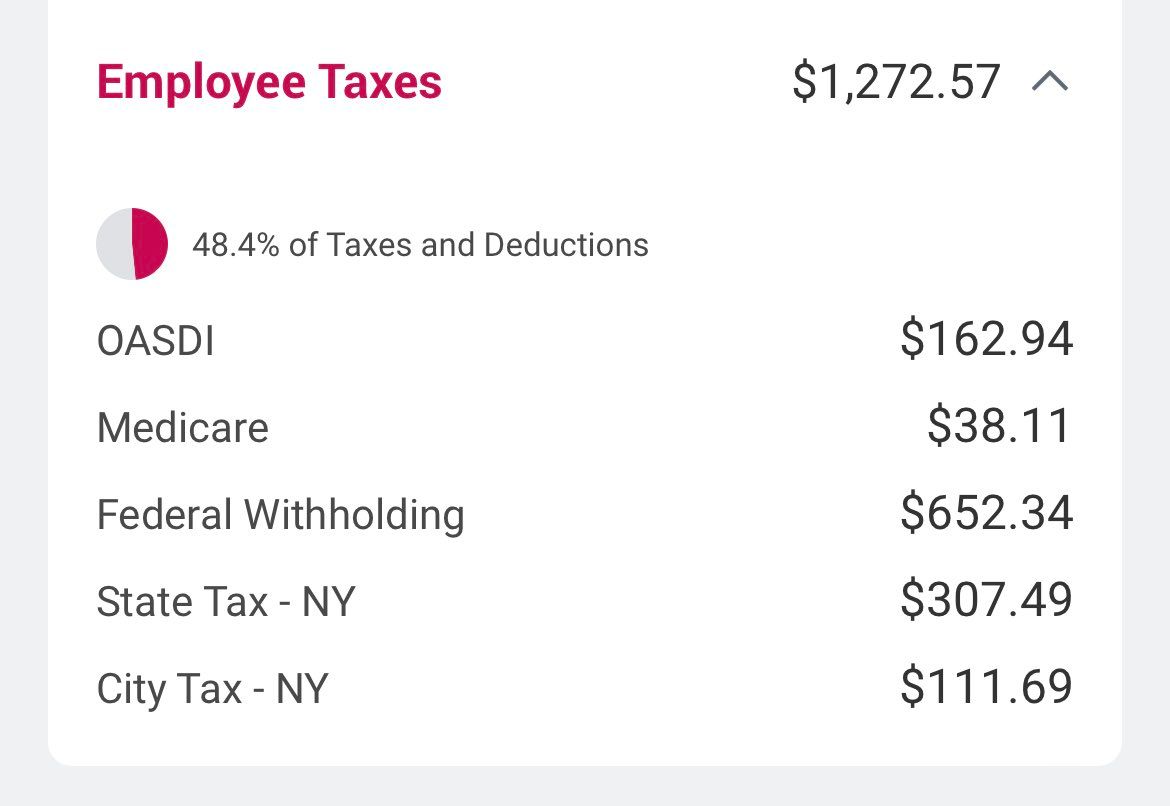 Employee Taxes $1,272.57
48.4% of Taxes and Deductions
OASDI $162.94
Medicare $38.11
Federal Withholding $652.34
State Tax - NY $307.49
City Tax - NY $111.69